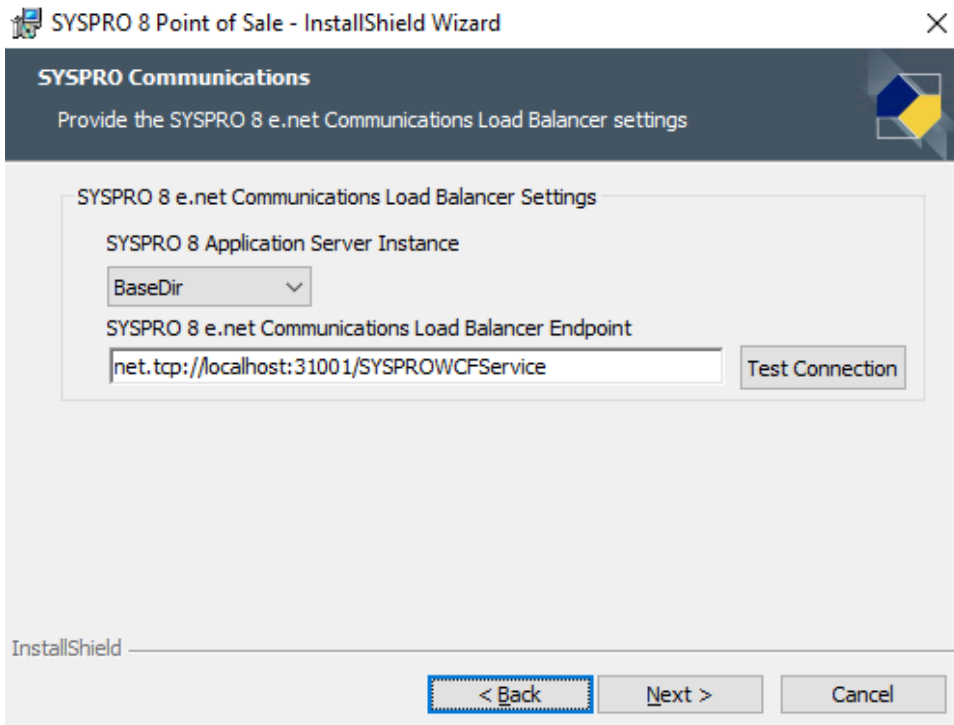 SYSPRO 8 Point of Sale - InstallShield Wizard
SYSPRO Communications
Provide the SYSPRO 8 e.net Communications Load Balancer settings
SYSPRO 8 e.net Communications Load Balancer Settings
SYSPRO 8 Application Server Instance
BaseDir
SYSPRO 8 e.net Communications Load Balancer Endpoint
net.tcp://localhost:31001/SYSPROWCFService
Test Connection
InstallShield
< Back
Next >
Cancel